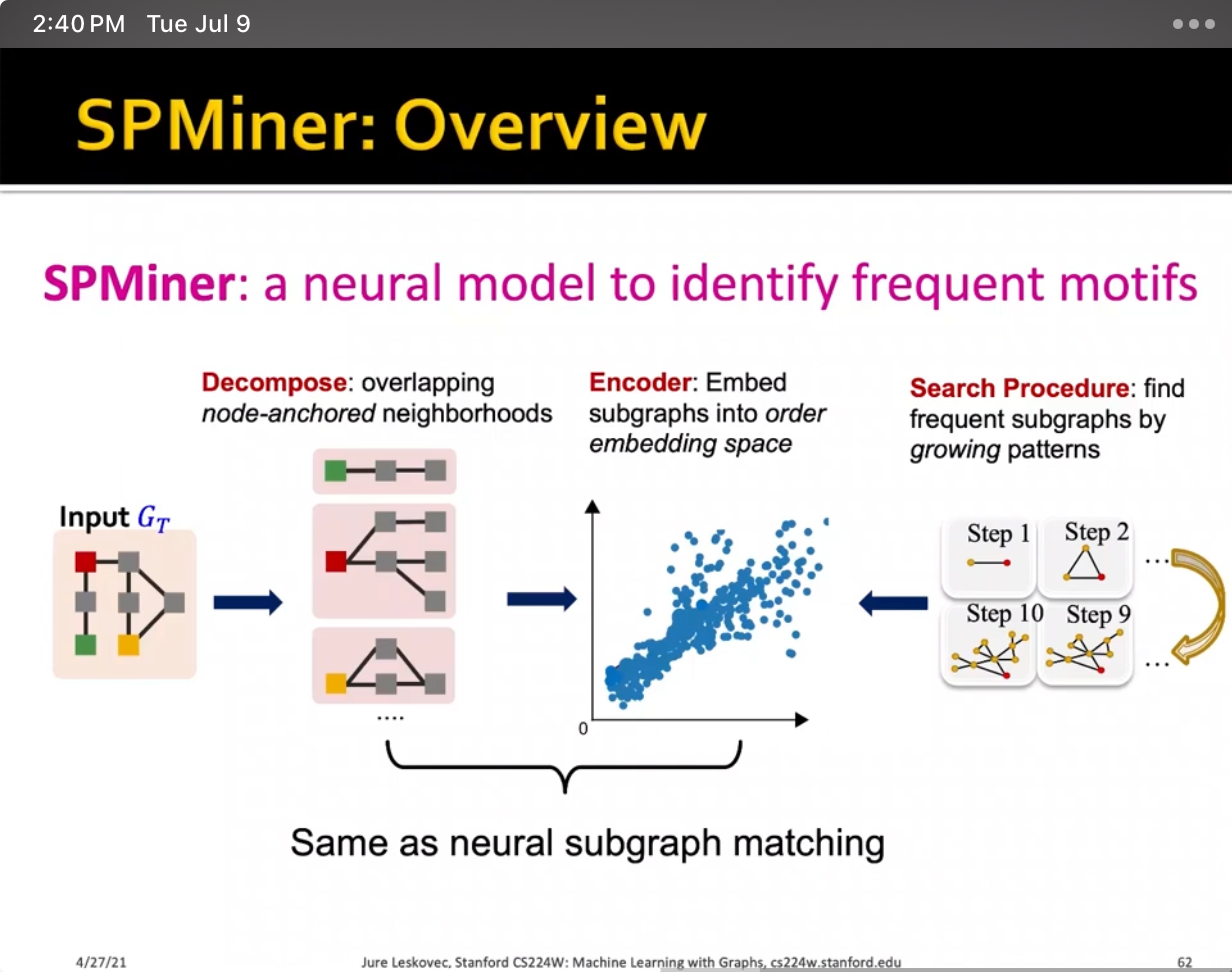 2:40 PM Tue Jul 9
SPMiner: Overview
SPMiner: a neural model to identify frequent motifs
Decompose: overlapping
node-anchored neighborhoods
Encoder: Embed
subgraphs into order
embedding space
Search Procedure: find
frequent subgraphs by
growing patterns
Input G_T
....
0
Step 1
Step 2
...
Step 10
Step 9
...
Same as neural subgraph matching
4/27/21
Jure Leskovec, Stanford CS224W: Machine Learning with Graphs, cs224w.stanford.edu
62